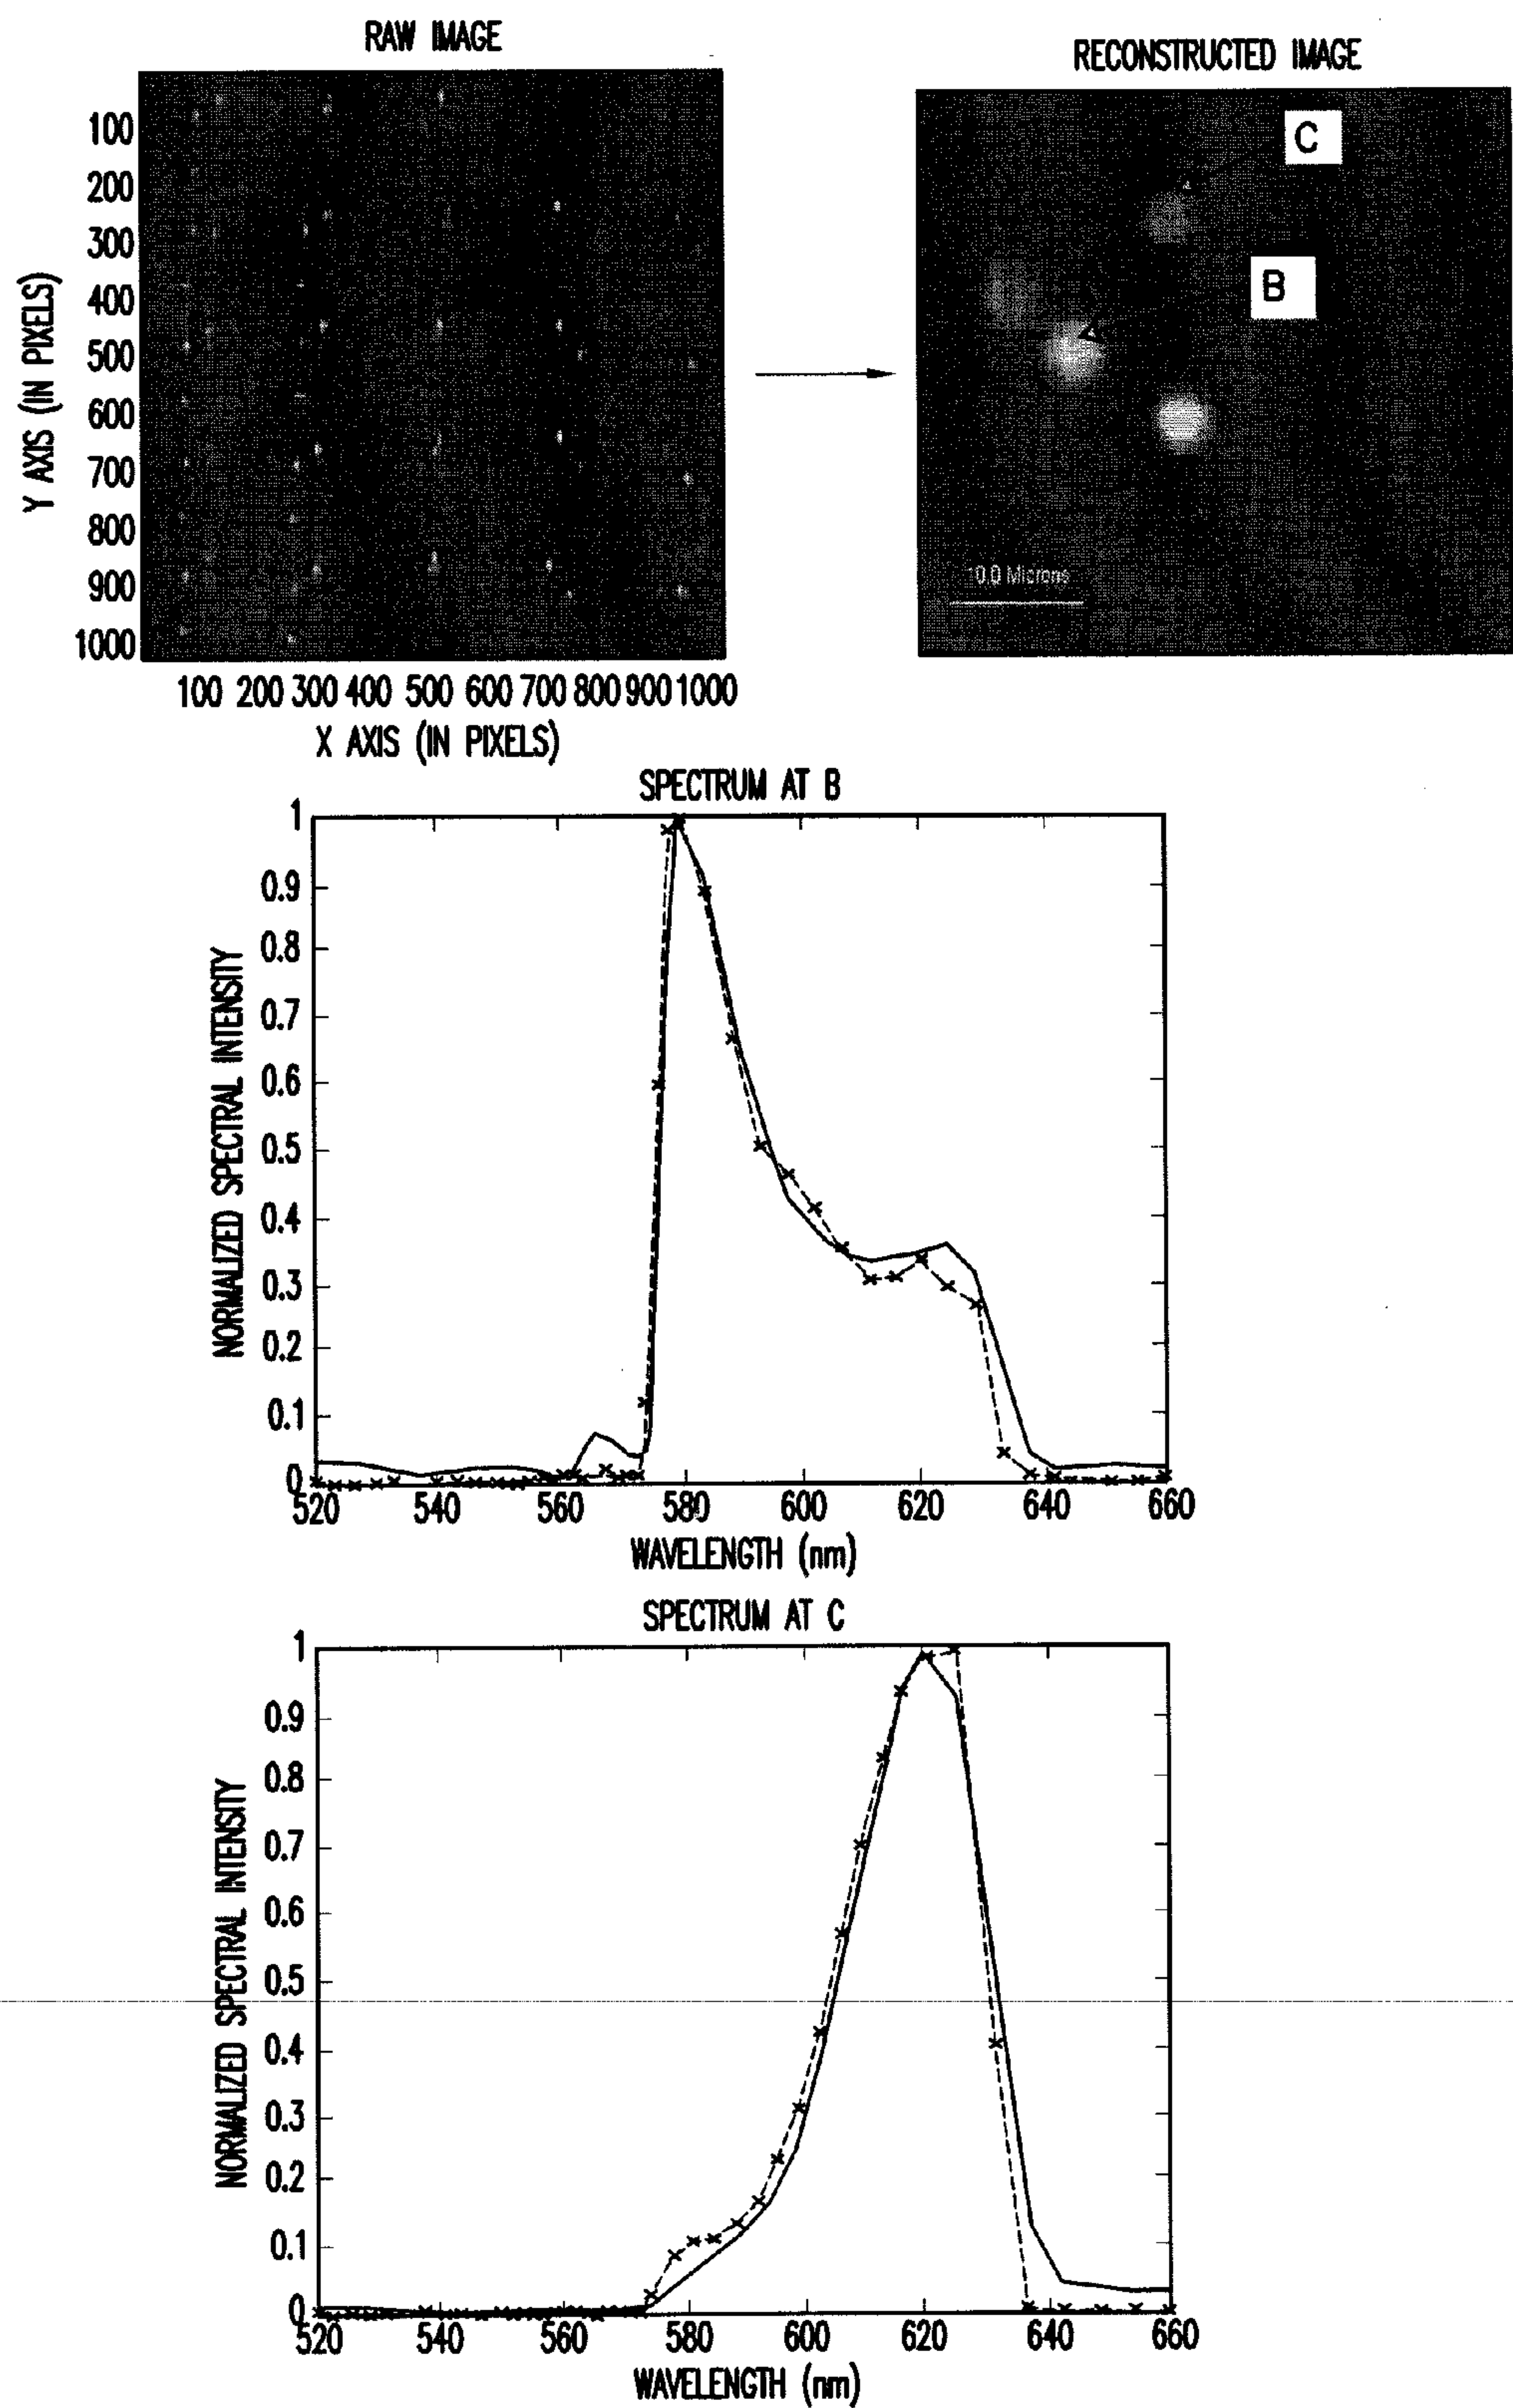 RAW IMAGE
RECONSTRUCTED IMAGE
Y AXIS (IN PIXELS)
100
200
300
400
500
600
700
800
900
1000
100 200 300 400 500 600 700 800 900 1000
X AXIS (IN PIXELS)
C
B
10.0 Microns
SPECTRUM AT B
NORMALIZED SPECTRAL INTENSITY
1
0.9
0.8
0.7
0.6
0.5
0.4
0.3
0.2
0.1
0
520 540 560 580 600 620 640 660
WAVELENGTH (nm)
SPECTRUM AT C
NORMALIZED SPECTRAL INTENSITY
1
0.9
0.8
0.7
0.6
0.5
0.4
0.3
0.2
0.1
0
520 540 560 580 600 620 640 660
WAVELENGTH (nm)